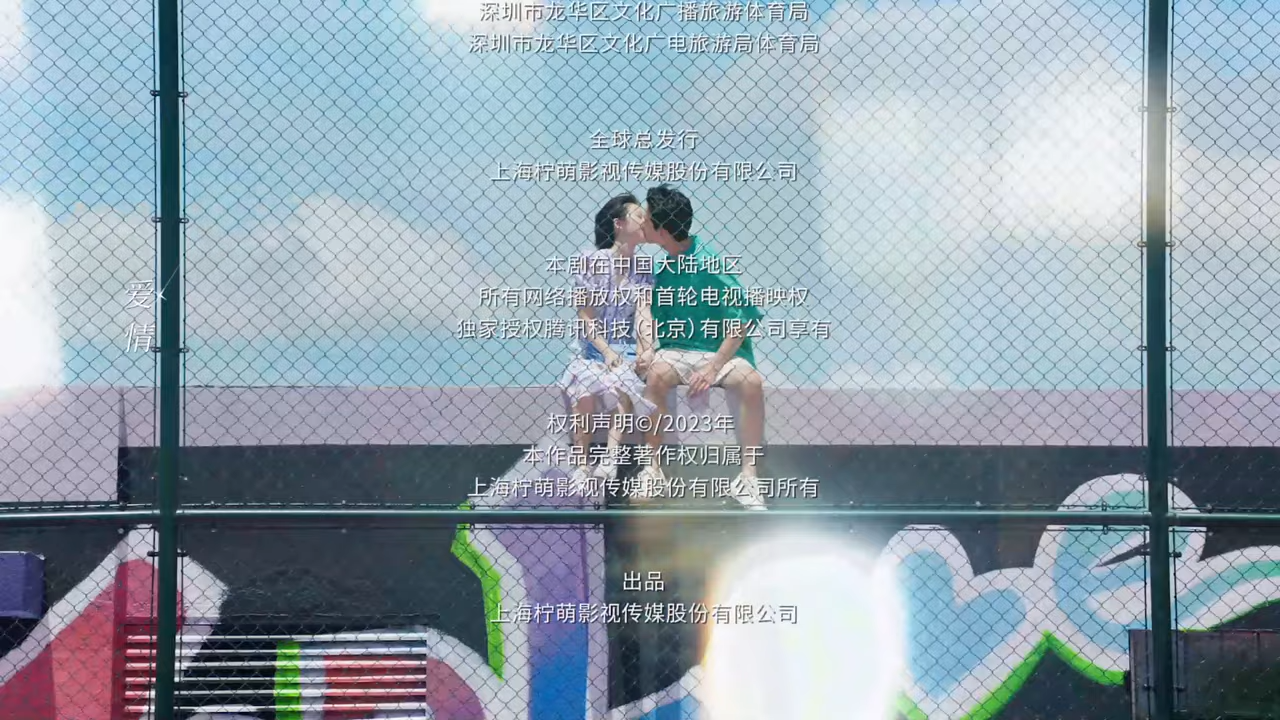 深圳市龙华区文化广播旅游体育局
深圳市龙华区文化广电旅游局体育局
全球总发行
上海柠萌影视传媒股份有限公司
本剧在中国大陆地区
所有网络播放权和首轮电视播映权
独家授权腾讯科技（北京）有限公司享有
爱
情
权利声明©/2023年
本作品完整著作权归属于
上海柠萌影视传媒股份有限公司所有
出品
上海柠萌影视传媒股份有限公司